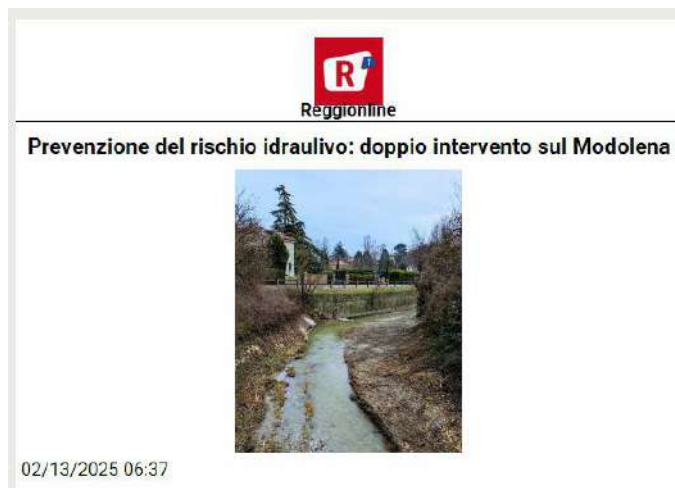 R
Reggionline
Prevenzione del rischio idraulivo: doppio intervento sul Modolena
02/13/2025 06:37